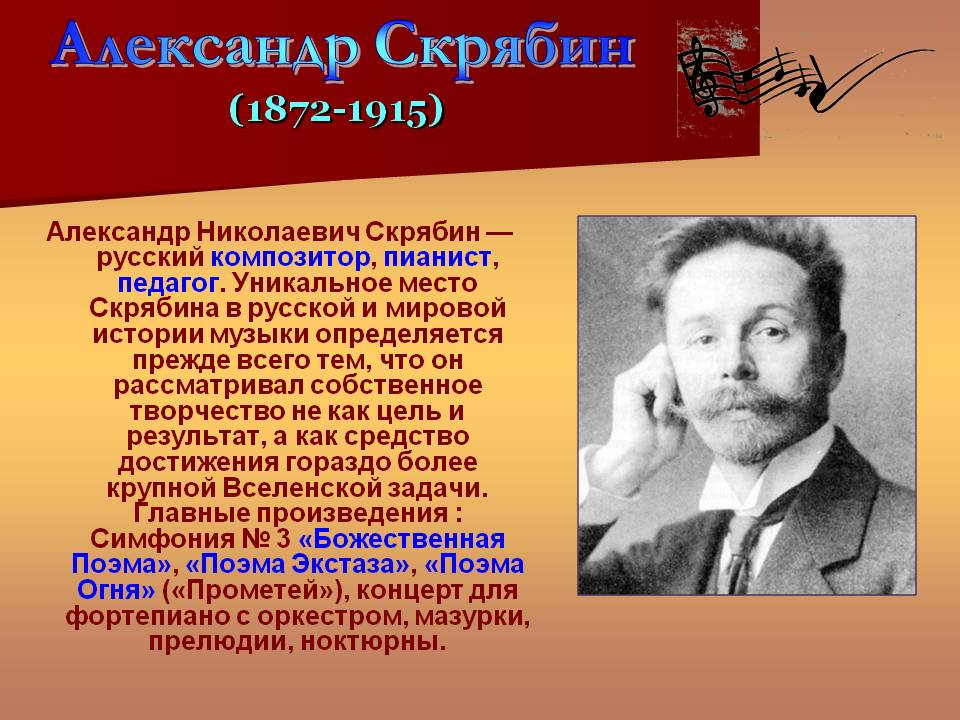 Александр Скрябин
(1872-1915)
Александр Николаевич Скрябин —
русский композитор, пианист,
педагог. Уникальное место
Скрябина в русской и мировой
истории музыки определяется
прежде всего тем, что он
рассматривал собственное
творчество не как цель и
результат, а как средство
достижения гораздо более
крупной Вселенской задачи.
Главные произведения :
Симфония № 3 «Божественная
Поэма», «Поэма Экстаза», «Поэма
Огня» («Прометей»), концерт для
фортепиано с оркестром, мазурки,
прелюдии, ноктюрны.